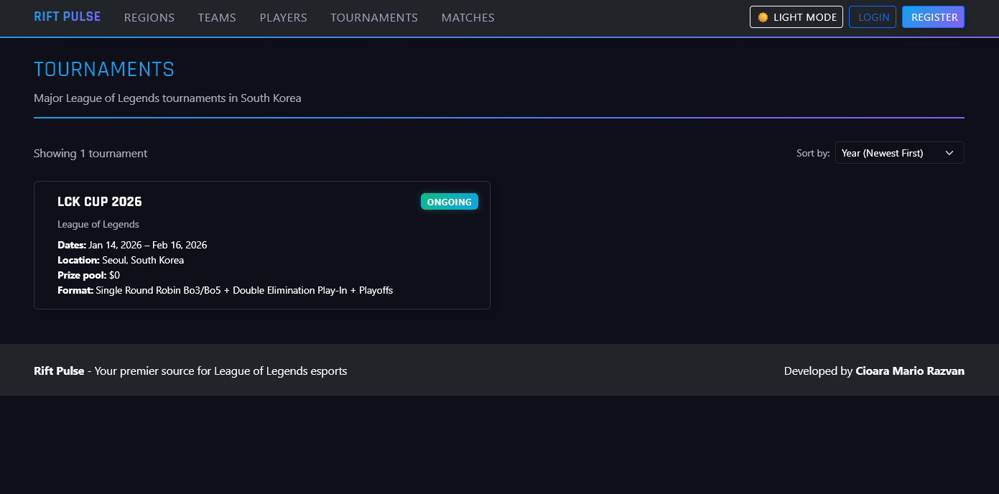 RIFT PULSE REGIONS TEAMS PLAYERS TOURNAMENTS MATCHES LIGHT MODE LOGIN REGISTER
TOURNAMENTS
Major League of Legends tournaments in South Korea
Showing 1 tournament Sort by: Year (Newest First)
LCK CUP 2026 ONGOING
League of Legends
Dates: Jan 14, 2026 – Feb 16, 2026
Location: Seoul, South Korea
Prize pool: $0
Format: Single Round Robin Bo3/Bo5 + Double Elimination Play-In + Playoffs
Rift Pulse - Your premier source for League of Legends esports Developed by Cioara Mario Razvan